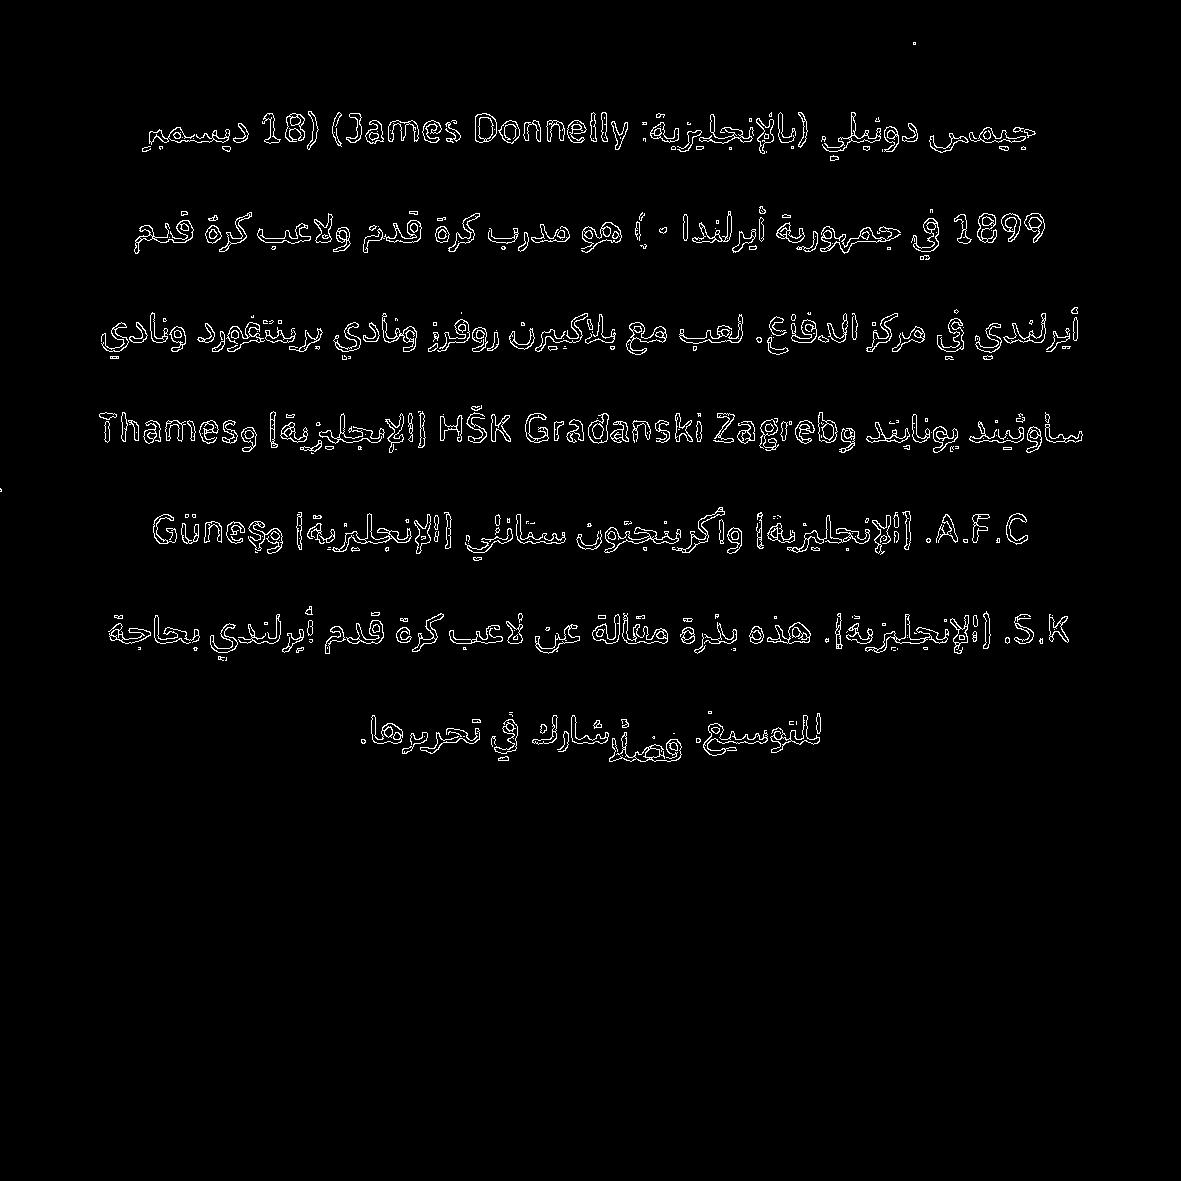 جيمس دونيلي (بالإنجليزية: James Donnelly) (18 ديسمبر
1899 في جمهورية أيرلندا - ) هو مدرب كرة قدم ولاعب كرة قدم
أيرلندي في مركز الدفاع. لعب مع بلاكبيرن روفرز ونادي برينتفورد ونادي
ساوثيند يونايتد وHŠK Građanski Zagreb [الإنجليزية] وThames
A.F.C. [الإنجليزية] وأكرينجتون ستانلي [الإنجليزية] وGüneş
S.K. [الإنجليزية]. هذه بذرة مقالة عن لاعب كرة قدم أيرلندي بحاجة
للتوسيع. فضلًا شارك في تحريرها.